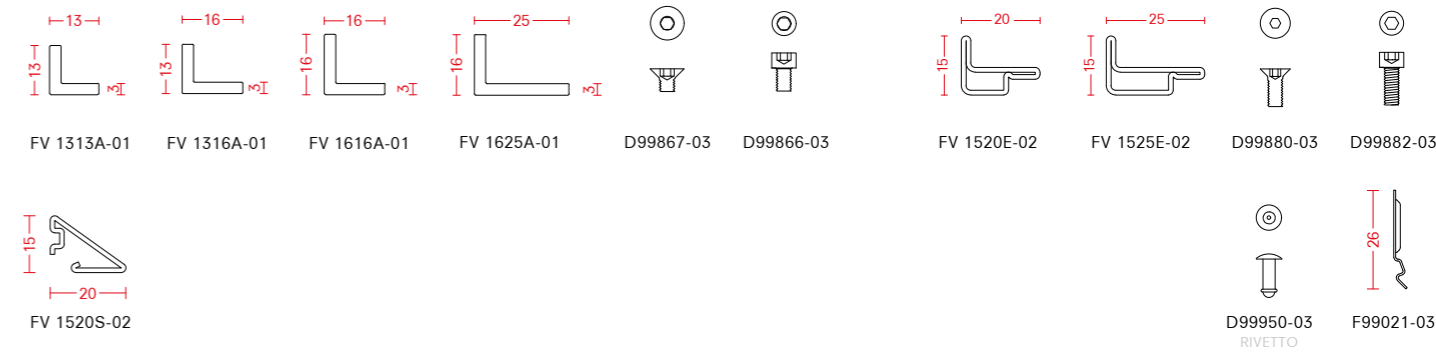 13 16 16 25 20 25
13 3 13 3 16 3 16 3 15 15
FV 1313A-01 FV 1316A-01 FV 1616A-01 FV 1625A-01 D99867-03 D99866-03 FV 1520E-02 FV 1525E-02 D99880-03 D99882-03
15 26
20
FV 1520S-02 D99950-03 F99021-03
RIVETTO